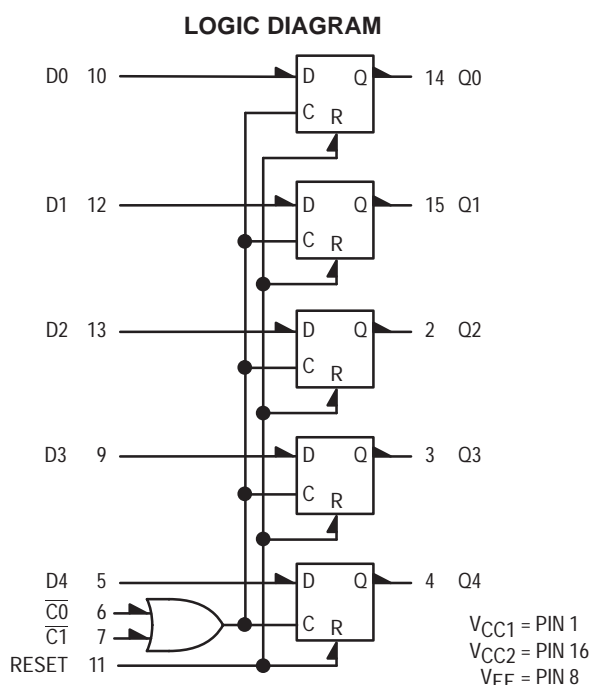 LOGIC DIAGRAM
D0 10 D Q 14 Q0
C R
D1 12 D Q 15 Q1
C R
D2 13 D Q 2 Q2
C R
D3 9 D Q 3 Q3
C R
D4 5 D Q 4 Q4
C0 6
C R
C1 7
RESET 11
VCC1 = PIN 1
VCC2 = PIN 16
VEE = PIN 8